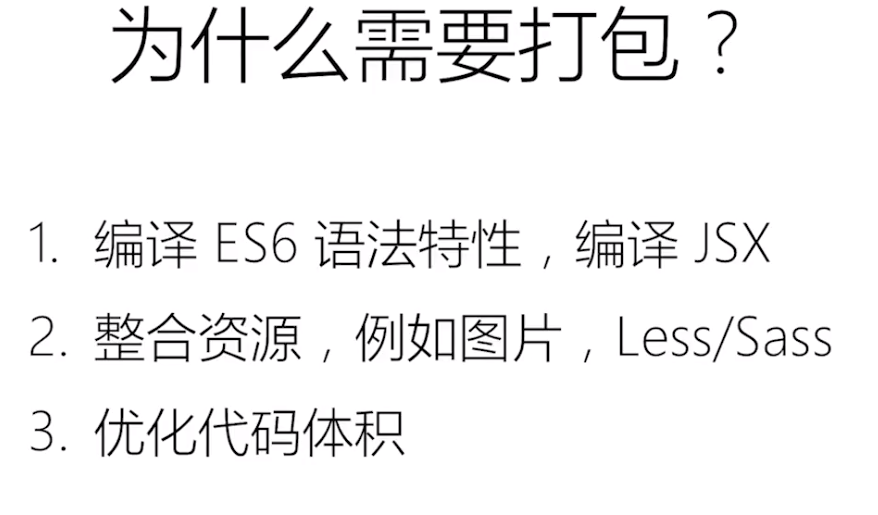 为什么需要打包？
1. 编译 ES6 语法特性，编译 JSX
2. 整合资源，例如图片，Less/Sass
3. 优化代码体积